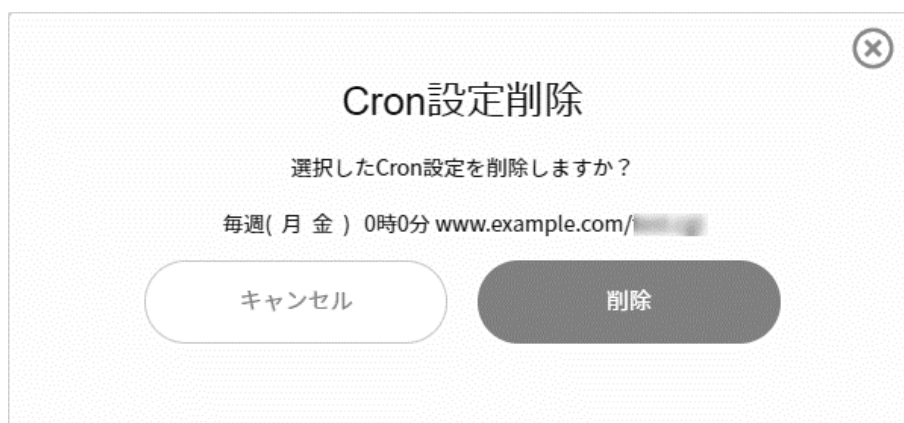 Cron設定削除
選択したCron設定を削除しますか？
毎週( 月 金 ) 0時0分 www.example.com/
キャンセル
削除